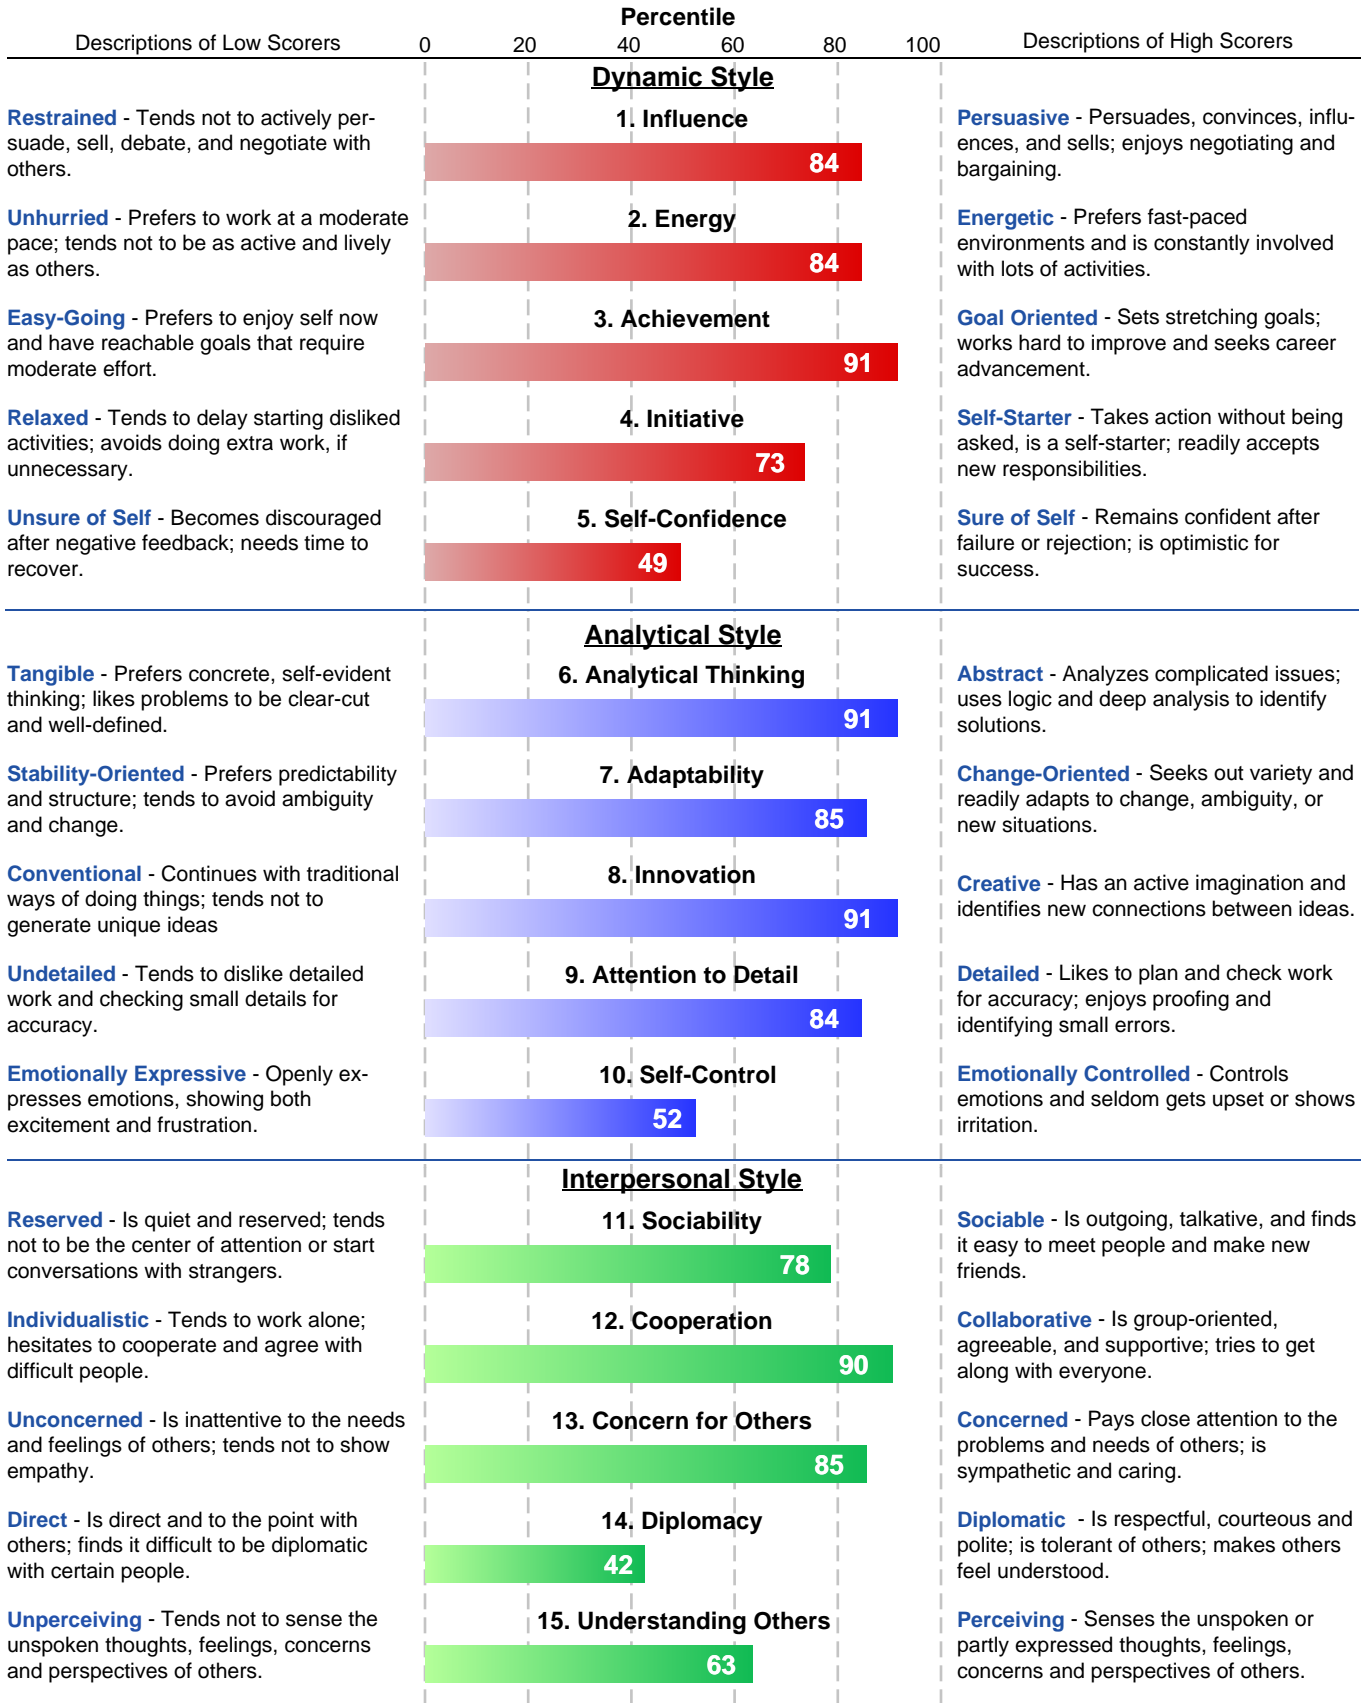 Percentile
Descriptions of Low Scorers 0 20 40 60 80 100 Descriptions of High Scorers
Dynamic Style
Restrained - Tends not to actively per-
suade, sell, debate, and negotiate with
others.
1. Influence
84
Persuasive - Persuades, convinces, influ-
ences, and sells; enjoys negotiating and
bargaining.
Unhurried - Prefers to work at a moderate
pace; tends not to be as active and lively
as others.
2. Energy
84
Energetic - Prefers fast-paced
environments and is constantly involved
with lots of activities.
Easy-Going - Prefers to enjoy self now
and have reachable goals that require
moderate effort.
3. Achievement
91
Goal Oriented - Sets stretching goals;
works hard to improve and seeks career
advancement.
Relaxed - Tends to delay starting disliked
activities; avoids doing extra work, if
unnecessary.
4. Initiative
73
Self-Starter - Takes action without being
asked, is a self-starter; readily accepts
new responsibilities.
Unsure of Self - Becomes discouraged
after negative feedback; needs time to
recover.
5. Self-Confidence
49
Sure of Self - Remains confident after
failure or rejection; is optimistic for
success.
Analytical Style
Tangible - Prefers concrete, self-evident
thinking; likes problems to be clear-cut
and well-defined.
6. Analytical Thinking
91
Abstract - Analyzes complicated issues;
uses logic and deep analysis to identify
solutions.
Stability-Oriented - Prefers predictability
and structure; tends to avoid ambiguity
and change.
7. Adaptability
85
Change-Oriented - Seeks out variety and
readily adapts to change, ambiguity, or
new situations.
Conventional - Continues with traditional
ways of doing things; tends not to
generate unique ideas
8. Innovation
91
Creative - Has an active imagination and
identifies new connections between ideas.
Undetailed - Tends to dislike detailed
work and checking small details for
accuracy.
9. Attention to Detail
84
Detailed - Likes to plan and check work
for accuracy; enjoys proofing and
identifying small errors.
Emotionally Expressive - Openly ex-
presses emotions, showing both
excitement and frustration.
10. Self-Control
52
Emotionally Controlled - Controls
emotions and seldom gets upset or shows
irritation.
Interpersonal Style
Reserved - Is quiet and reserved; tends
not to be the center of attention or start
conversations with strangers.
11. Sociability
78
Sociable - Is outgoing, talkative, and finds
it easy to meet people and make new
friends.
Individualistic - Tends to work alone;
hesitates to cooperate and agree with
difficult people.
12. Cooperation
90
Collaborative - Is group-oriented,
agreeable, and supportive; tries to get
along with everyone.
Unconcerned - Is inattentive to the needs
and feelings of others; tends not to show
empathy.
13. Concern for Others
85
Concerned - Pays close attention to the
problems and needs of others; is
sympathetic and caring.
Direct - Is direct and to the point with
others; finds it difficult to be diplomatic
with certain people.
14. Diplomacy
42
Diplomatic - Is respectful, courteous and
polite; is tolerant of others; makes others
feel understood.
Unperceiving - Tends not to sense the
unspoken thoughts, feelings, concerns
and perspectives of others.
15. Understanding Others
63
Perceiving - Senses the unspoken or
partly expressed thoughts, feelings,
concerns and perspectives of others.